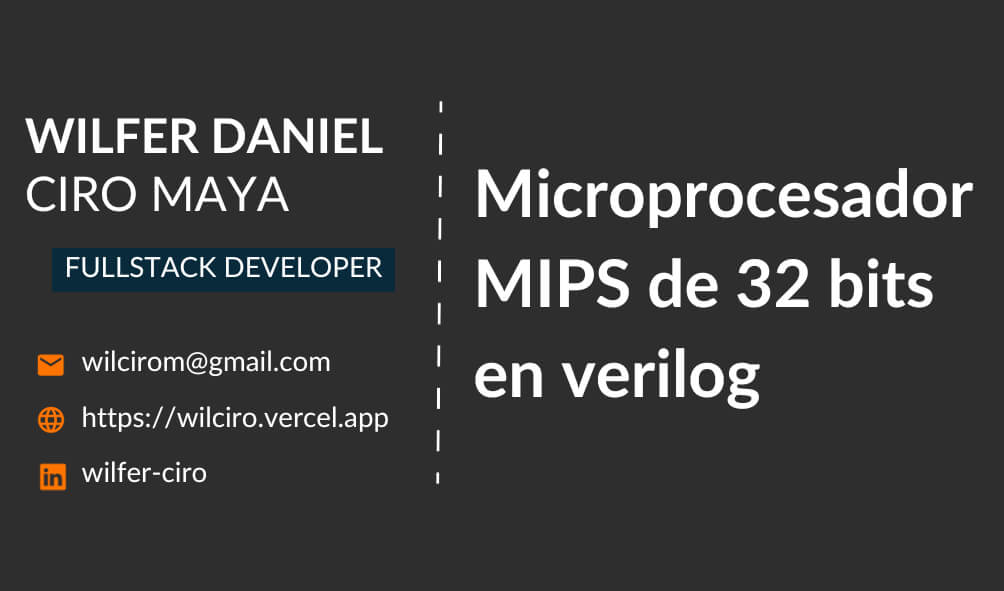 WILFER DANIEL
CIRO MAYA
FULLSTACK DEVELOPER
wilcirom@gmail.com
https://wilciro.vercel.app
wilfer-ciro
Microprocesador
MIPS de 32 bits
en verilog